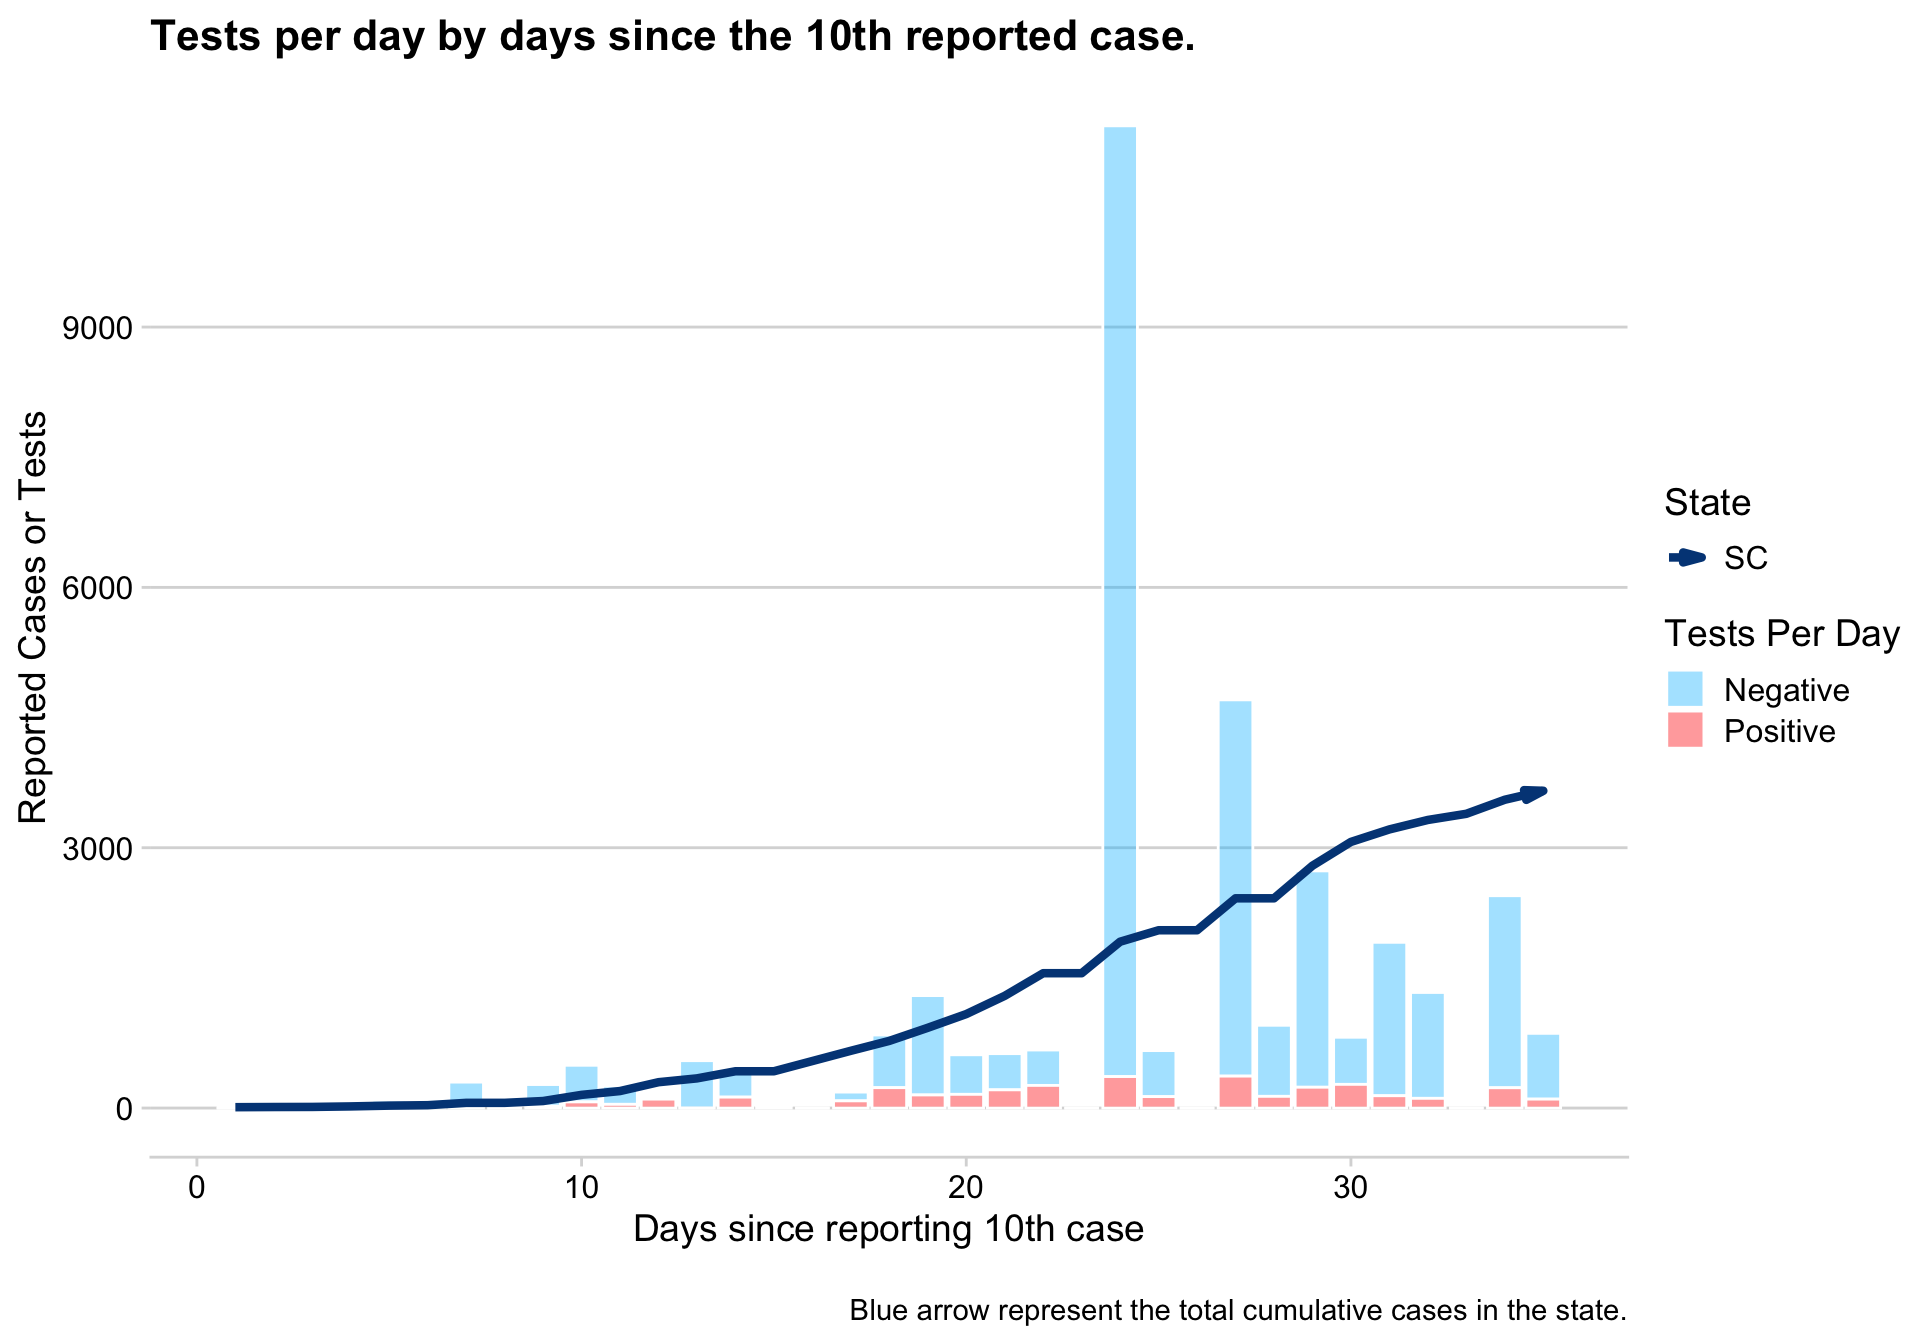 Tests per day by days since the 10th reported case.
Reported Cases or Tests
9000
6000
3000
0
0
10
20
30
Days since reporting 10th case
State
SC
Tests Per Day
Negative
Positive
Blue arrow represent the total cumulative cases in the state.